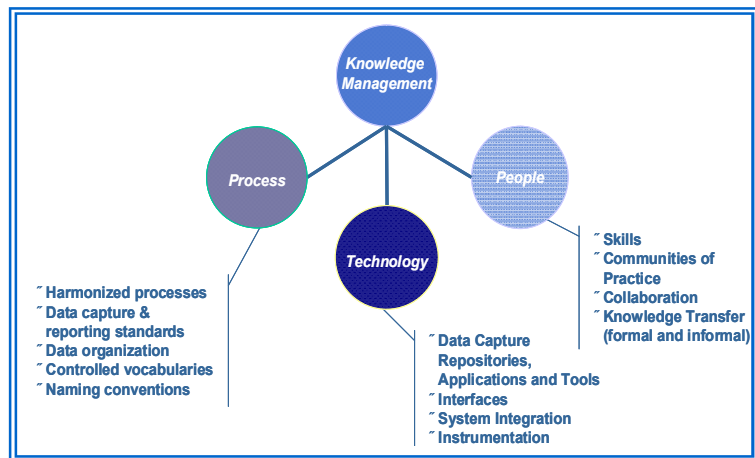 Knowledge
Management
Process
People
Technology
˝ Harmonized processes
˝ Data capture &
reporting standards
˝ Data organization
˝ Controlled vocabularies
˝ Naming conventions
˝ Data Capture
Repositories,
Applications and Tools
˝ Interfaces
˝ System Integration
˝ Instrumentation
˝ Skills
˝ Communities of
Practice
˝ Collaboration
˝ Knowledge Transfer
(formal and informal)